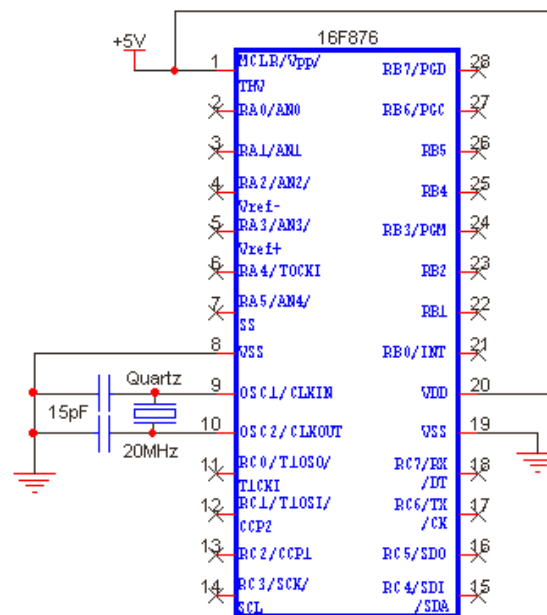 16F876
+5V
1 MCLR/Vpp/
THV
RB7/PGD 28
2 RA0/AN0
RB6/PGC 27
3 RA1/AN1
RB5 26
4 RA2/AN2/
Vref-
RB4 25
5 RA3/AN3/
Vref+
RB3/PGM 24
6 RA4/TOCKI
RB2 23
7 RA5/AN4/
SS
RB1 22
8 VSS
RB0/INT 21
Quartz
9 OSC1/CLKIN
VDD 20
15pF
10 OSC2/CLKOUT
VSS 19
20MHz
11 RC0/T1OSO/
T1CKI
RC7/RX
/DT 18
12 RC1/T1OSI/
CCP2
RC6/TX
/CK 17
13 RC2/CCP1
RC5/SDO 16
14 RC3/SCK/
SCL
RC4/SDI
/SDA 15